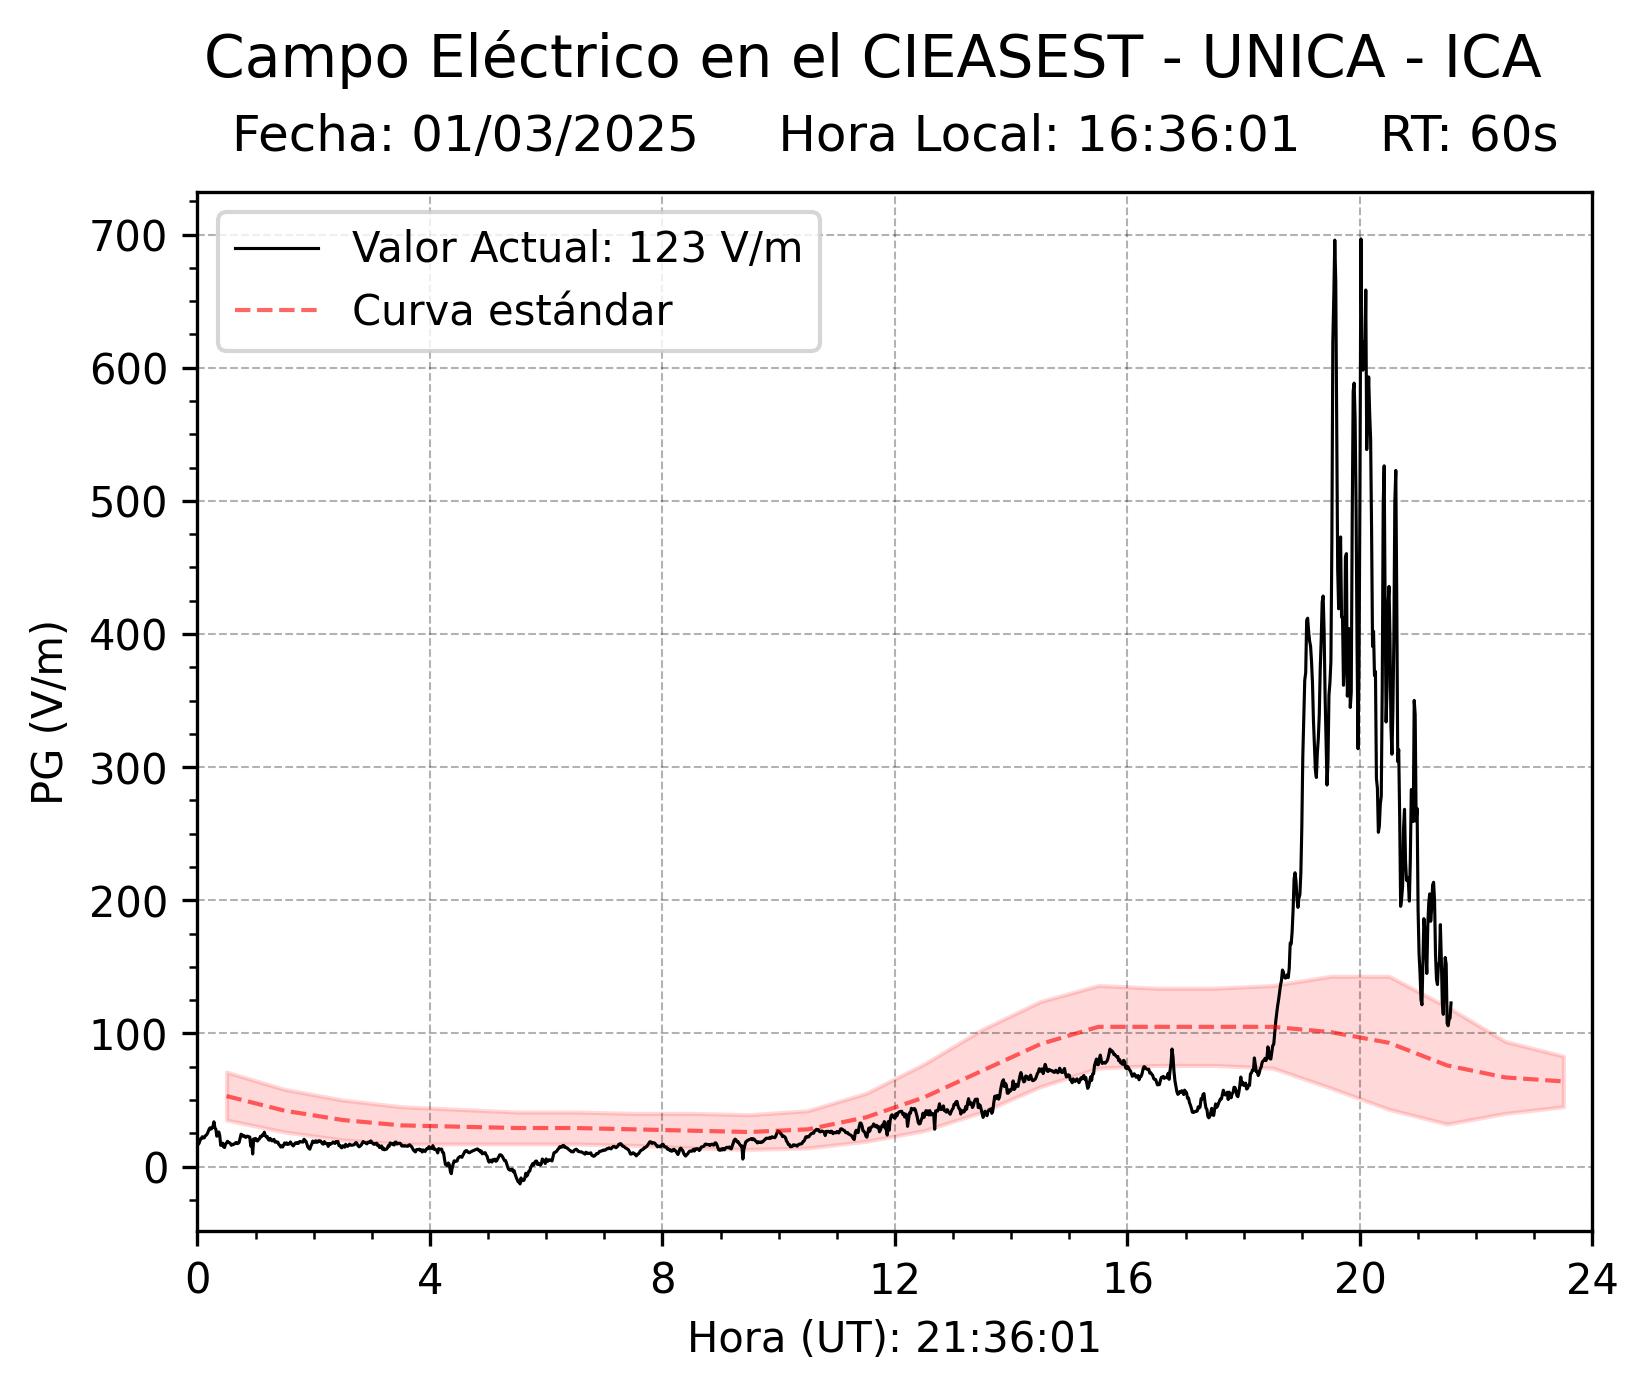 Campo Eléctrico en el CIEASEST - UNICA - ICA
Fecha: 01/03/2025 Hora Local: 16:36:01 RT: 60s
Valor Actual: 123 V/m
Curva estándar
PG (V/m)
700
600
500
400
300
200
100
0
0 4 8 12 16 20 24
Hora (UT): 21:36:01